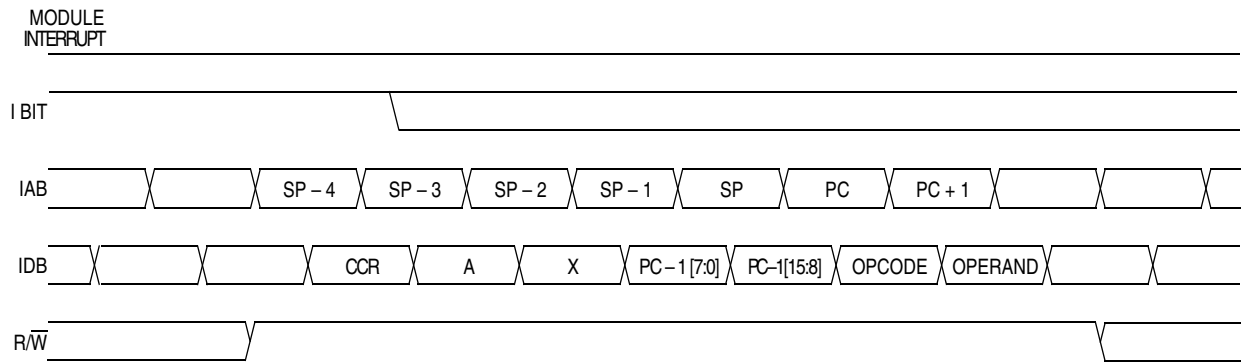 MODULE
INTERRUPT
I BIT
IAB SP – 4 SP – 3 SP – 2 SP – 1 SP PC PC + 1
IDB CCR A X PC – 1 [7:0] PC–1[15:8] OPCODE OPERAND
R/W̅